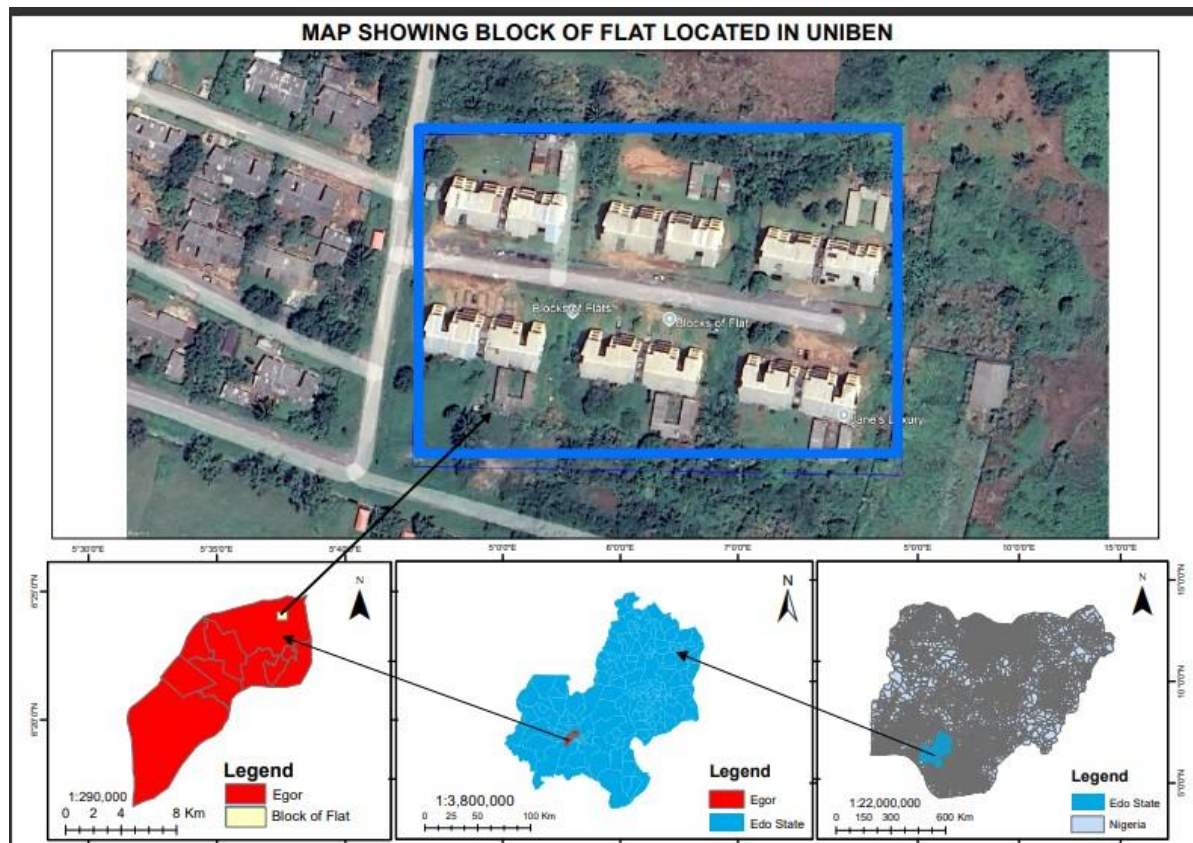 MAP SHOWING BLOCK OF FLAT LOCATED IN UNIBEN
Blocks of Flats
Blocks of Flat
Jane's Luxury
5°30'0"E 5°35'0"E 5°40'0"E
5°0'0"E 6°0'0"E 7°0'0"E
5°0'0"E 10°0'0"E 15°0'0"E
6°25'0"N
6°20'0"N
N
Legend
Egor
Block of Flat
1:290,000
0 2 4 8 Km
N
Legend
Egor
Edo State
1:3,800,000
0 25 50 100 Km
N
15°0'0"N
10°0'0"N
5°0'0"N
Legend
Edo State
Nigeria
1:22,000,000
0 150 300 600 Km